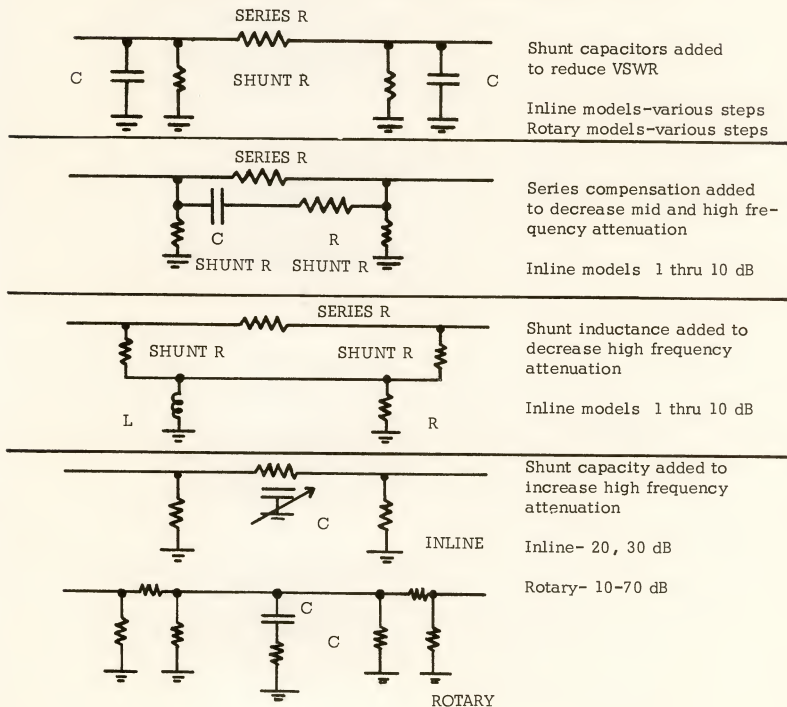 SERIES R
C
SHUNT R
C
Shunt capacitors added
to reduce VSWR
Inline models-various steps
Rotary models-various steps
SERIES R
C
R
SHUNT R
SHUNT R
Series compensation added
to decrease mid and high fre-
quency attenuation
Inline models 1 thru 10 dB
SERIES R
SHUNT R
SHUNT R
L
R
Shunt inductance added to
decrease high frequency
attenuation
Inline models 1 thru 10 dB
C
INLINE
Shunt capacity added to
increase high frequency
attenuation
Inline- 20, 30 dB
Rotary- 10-70 dB
C
C
ROTARY